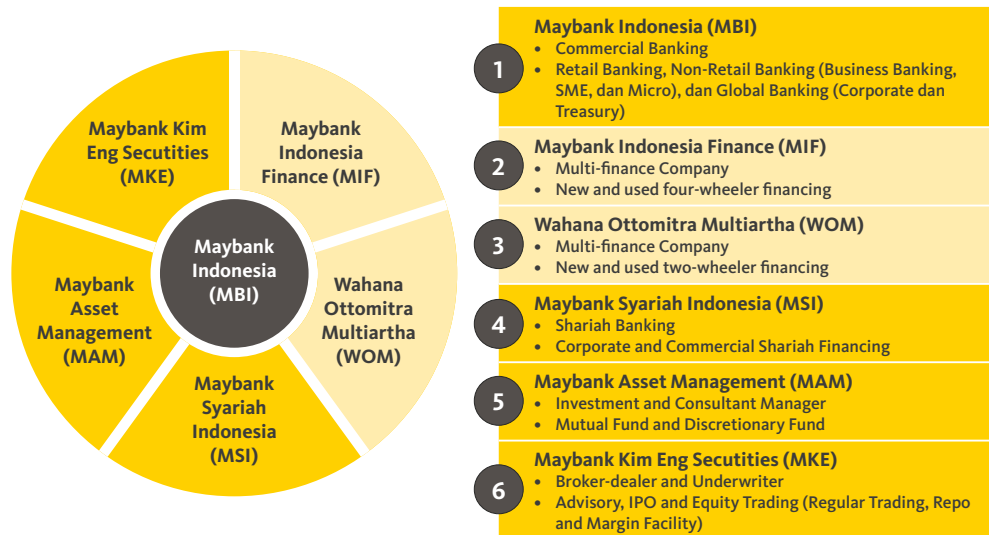 Maybank Kim
Eng Secutities
(MKE)
Maybank
Indonesia
Finance (MIF)
Maybank
Indonesia
(MBI)
Maybank
Asset
Management
(MAM)
Wahana
Ottomitra
Multiartha
(WOM)
Maybank
Syariah
Indonesia
(MSI)
1
Maybank Indonesia (MBI)
• Commercial Banking
• Retail Banking, Non-Retail Banking (Business Banking,
SME, dan Micro), dan Global Banking (Corporate dan
Treasury)
2
Maybank Indonesia Finance (MIF)
• Multi-finance Company
• New and used four-wheeler financing
3
Wahana Ottomitra Multiartha (WOM)
• Multi-finance Company
• New and used two-wheeler financing
4
Maybank Syariah Indonesia (MSI)
• Shariah Banking
• Corporate and Commercial Shariah Financing
5
Maybank Asset Management (MAM)
• Investment and Consultant Manager
• Mutual Fund and Discretionary Fund
6
Maybank Kim Eng Secutities (MKE)
• Broker-dealer and Underwriter
• Advisory, IPO and Equity Trading (Regular Trading, Repo
and Margin Facility)